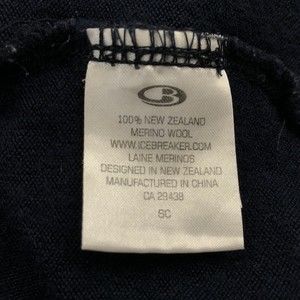 100% NEW ZEALAND
MERINO WOOL
WWW.ICEBREAKER.COM
LAINE MERINOS
DESIGNED IN NEW ZEALAND
MANUFACTURED IN CHINA
CA 29439
SC